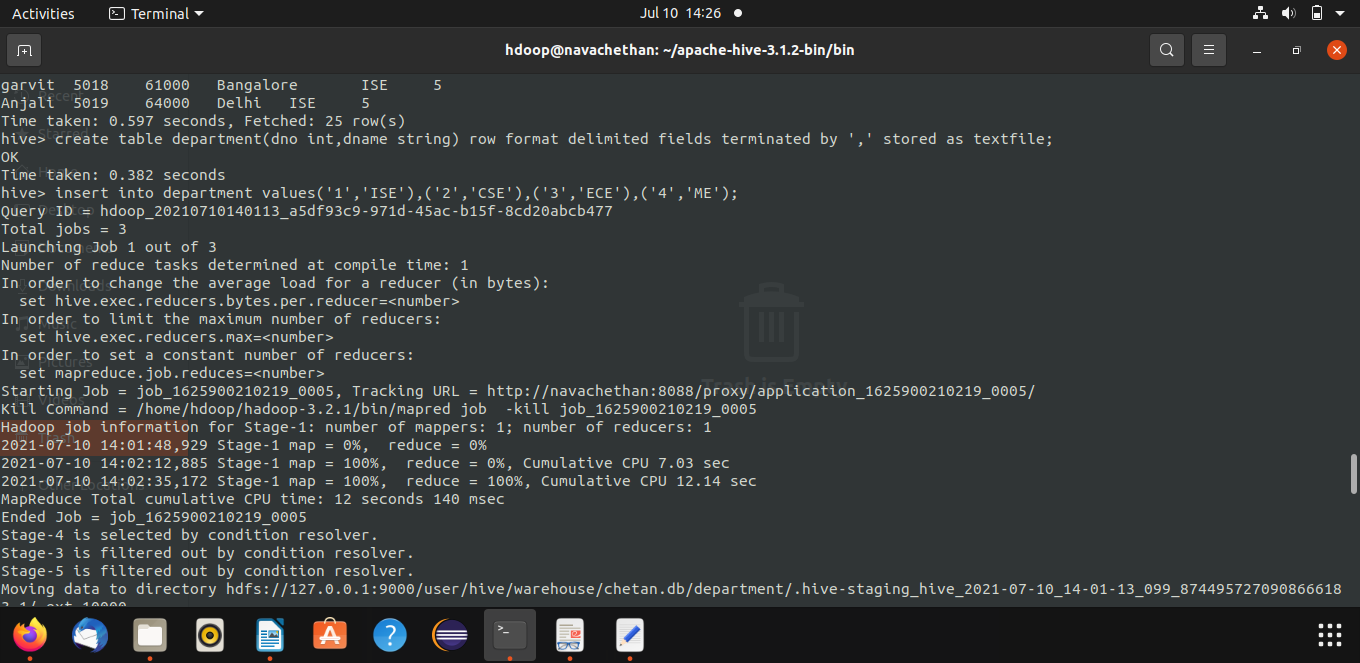 Activities Terminal Jul 10 14:26
hdoop@navachethan: ~/apache-hive-3.1.2-bin/bin
garvit 5018 61000 Bangalore ISE 5
Anjali 5019 64000 Delhi ISE 5
Time taken: 0.597 seconds, Fetched: 25 row(s)
hive> create table department(dno int,dname string) row format delimited fields terminated by ',' stored as textfile;
OK
Time taken: 0.382 seconds
hive> insert into department values('1','ISE'),('2','CSE'),('3','ECE'),('4','ME');
Query ID = hdoop_20210710140113_a5df93c9-971d-45ac-b15f-8cd20abcb477
Total jobs = 3
Launching Job 1 out of 3
Number of reduce tasks determined at compile time: 1
In order to change the average load for a reducer (in bytes):
set hive.exec.reducers.bytes.per.reducer=<number>
In order to limit the maximum number of reducers:
set hive.exec.reducers.max=<number>
In order to set a constant number of reducers:
set mapreduce.job.reduces=<number>
Starting Job = job_1625900210219_0005, Tracking URL = http://navachethan:8088/proxy/application_1625900210219_0005/
Kill Command = /home/hdoop/hadoop-3.2.1/bin/mapred job -kill job_1625900210219_0005
Hadoop job information for Stage-1: number of mappers: 1; number of reducers: 1
2021-07-10 14:01:48,929 Stage-1 map = 0%, reduce = 0%
2021-07-10 14:02:12,885 Stage-1 map = 100%, reduce = 0%, Cumulative CPU 7.03 sec
2021-07-10 14:02:35,172 Stage-1 map = 100%, reduce = 100%, Cumulative CPU 12.14 sec
MapReduce Total cumulative CPU time: 12 seconds 140 msec
Ended Job = job_1625900210219_0005
Stage-4 is selected by condition resolver.
Stage-3 is filtered out by condition resolver.
Stage-5 is filtered out by condition resolver.
Moving data to directory hdfs://127.0.0.1:9000/user/hive/warehouse/chetan.db/department/.hive-staging_hive_2021-07-10_14-01-13_099_874495727090866618